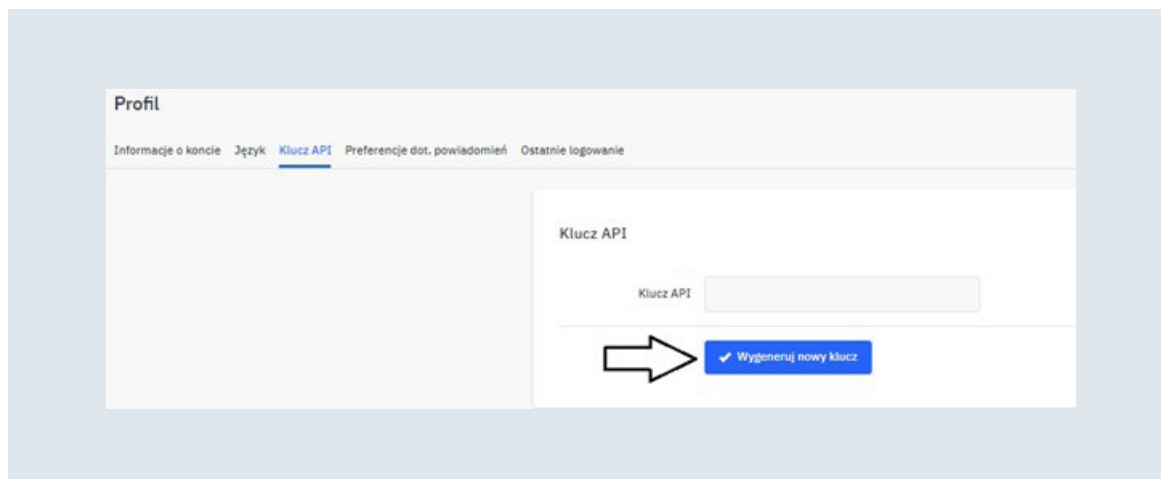 Profil
Informacje o koncie Język Klucz API Preferencje dot. powiadomień Ostatnie logowanie
Klucz API
Klucz API
Wygeneruj nowy klucz